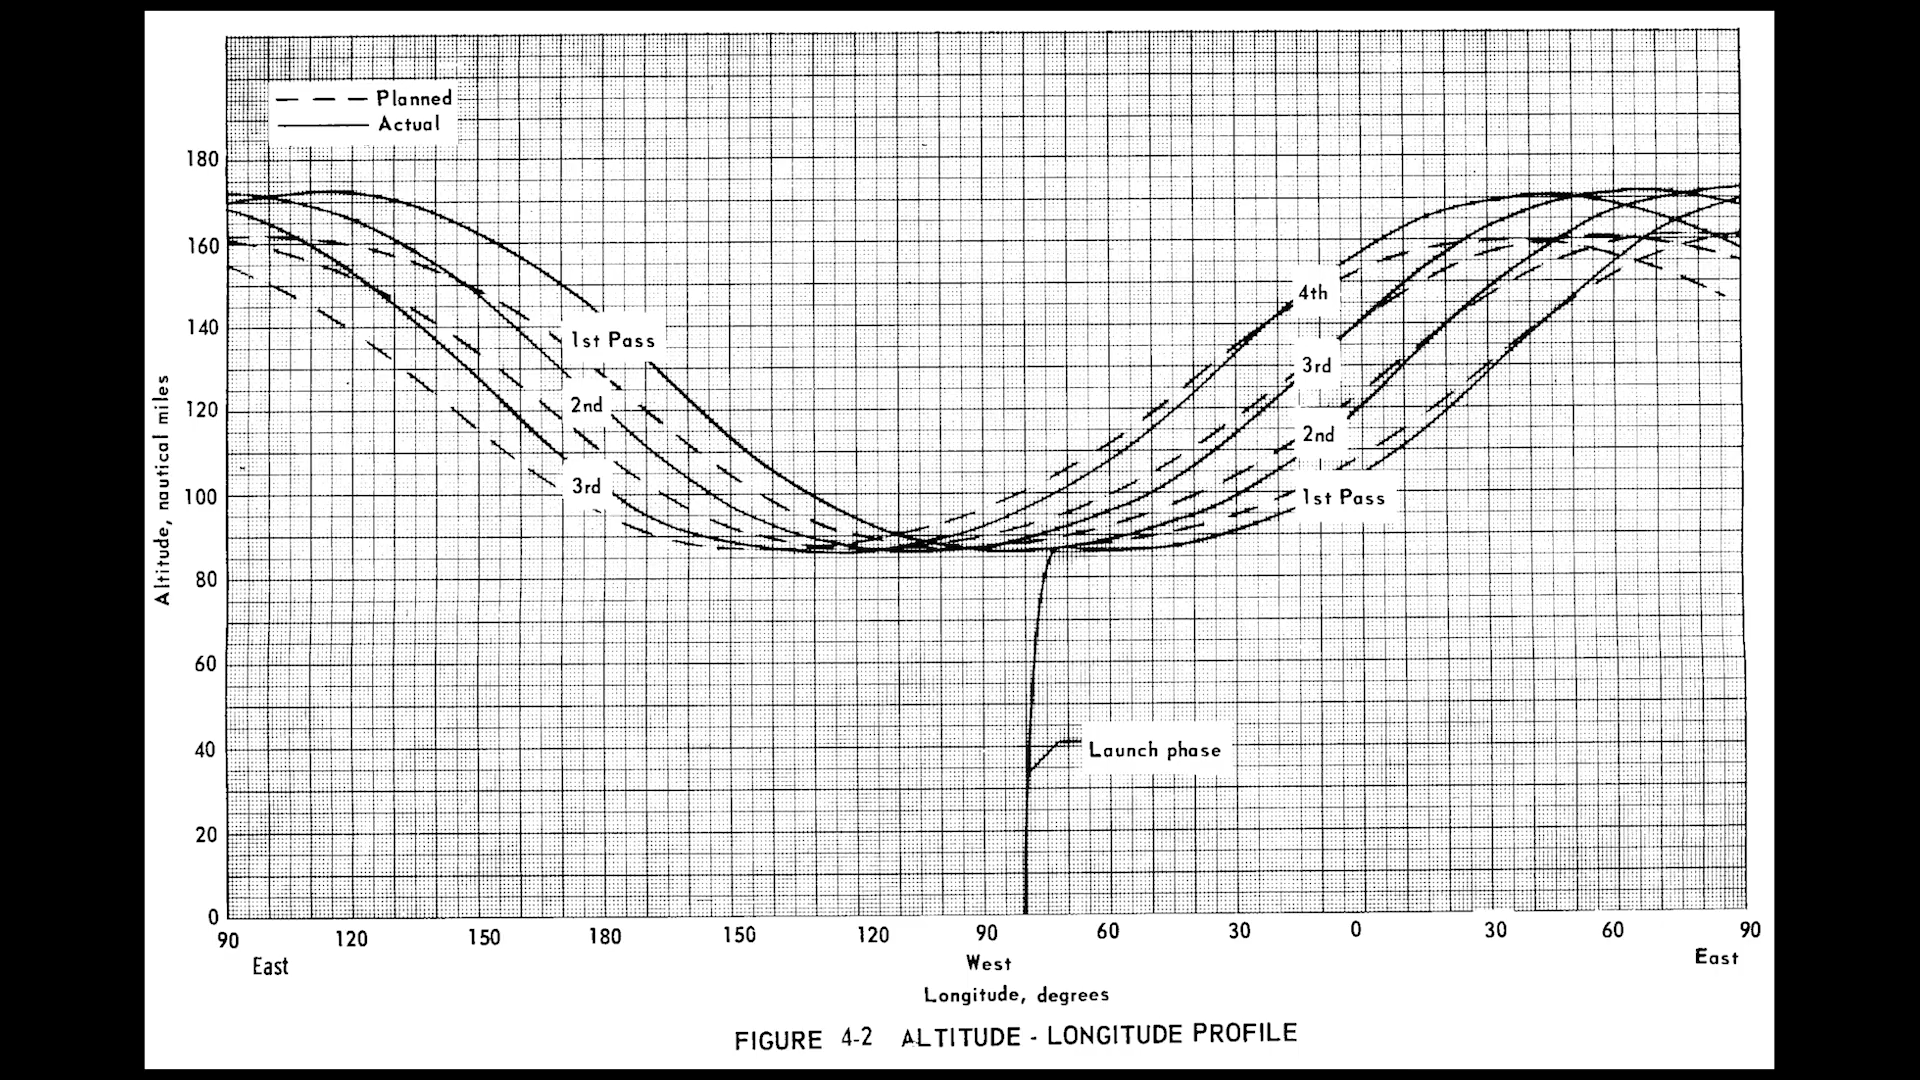 Planned
Actual
180
160
140
120
100
80
60
40
20
0
Altitude, nautical miles
1st Pass
2nd
3rd
4th
3rd
2nd
1st Pass
Launch phase
90 120 150 180 150 120 90 60 30 0 30 60 90
East West East
Longitude, degrees
FIGURE 4-2 ALTITUDE - LONGITUDE PROFILE